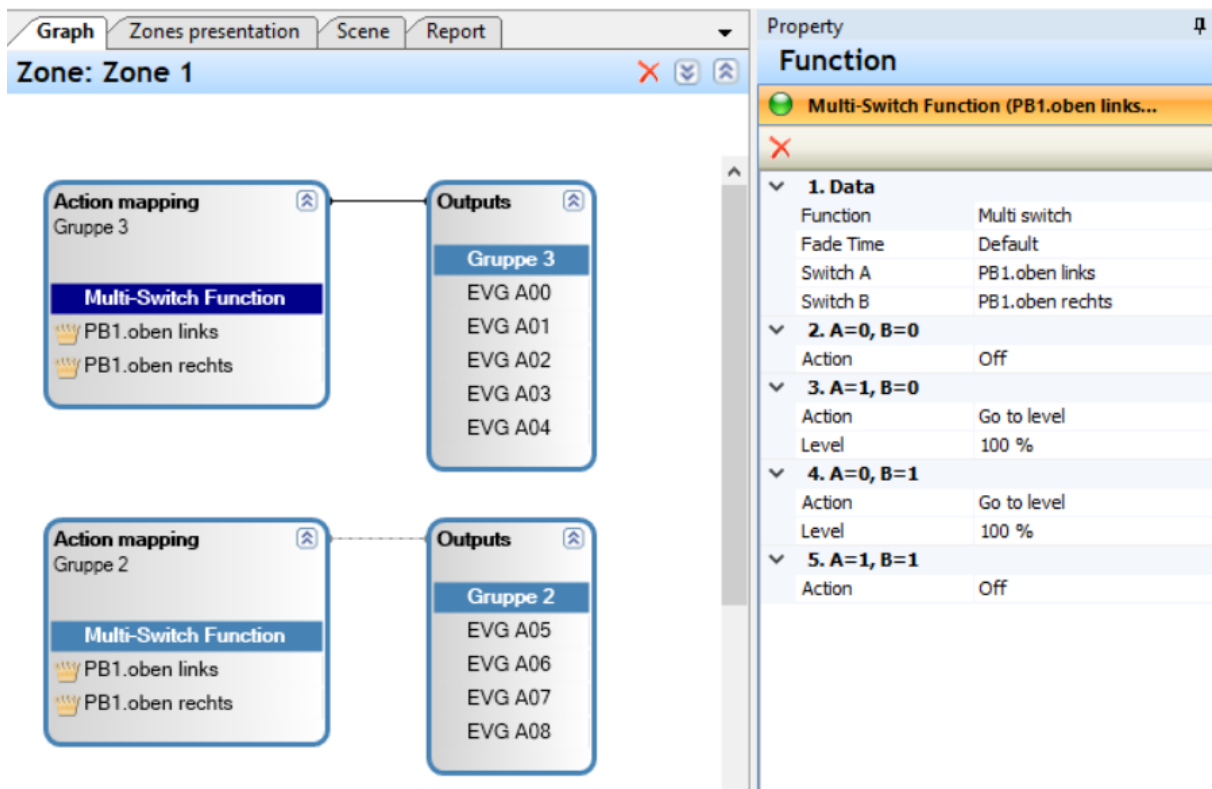 Graph Zones presentation Scene Report
Zone: Zone 1
Action mapping
Gruppe 3
Multi-Switch Function
PB1.oben links
PB1.oben rechts
Outputs
Gruppe 3
EVG A00
EVG A01
EVG A02
EVG A03
EVG A04
Action mapping
Gruppe 2
Multi-Switch Function
PB1.oben links
PB1.oben rechts
Outputs
Gruppe 2
EVG A05
EVG A06
EVG A07
EVG A08
Property
Function
Multi-Switch Function (PB1.oben links...
1. Data
Function Multi switch
Fade Time Default
Switch A PB1.oben links
Switch B PB1.oben rechts
2. A=0, B=0
Action Off
3. A=1, B=0
Action Go to level
Level 100 %
4. A=0, B=1
Action Go to level
Level 100 %
5. A=1, B=1
Action Off